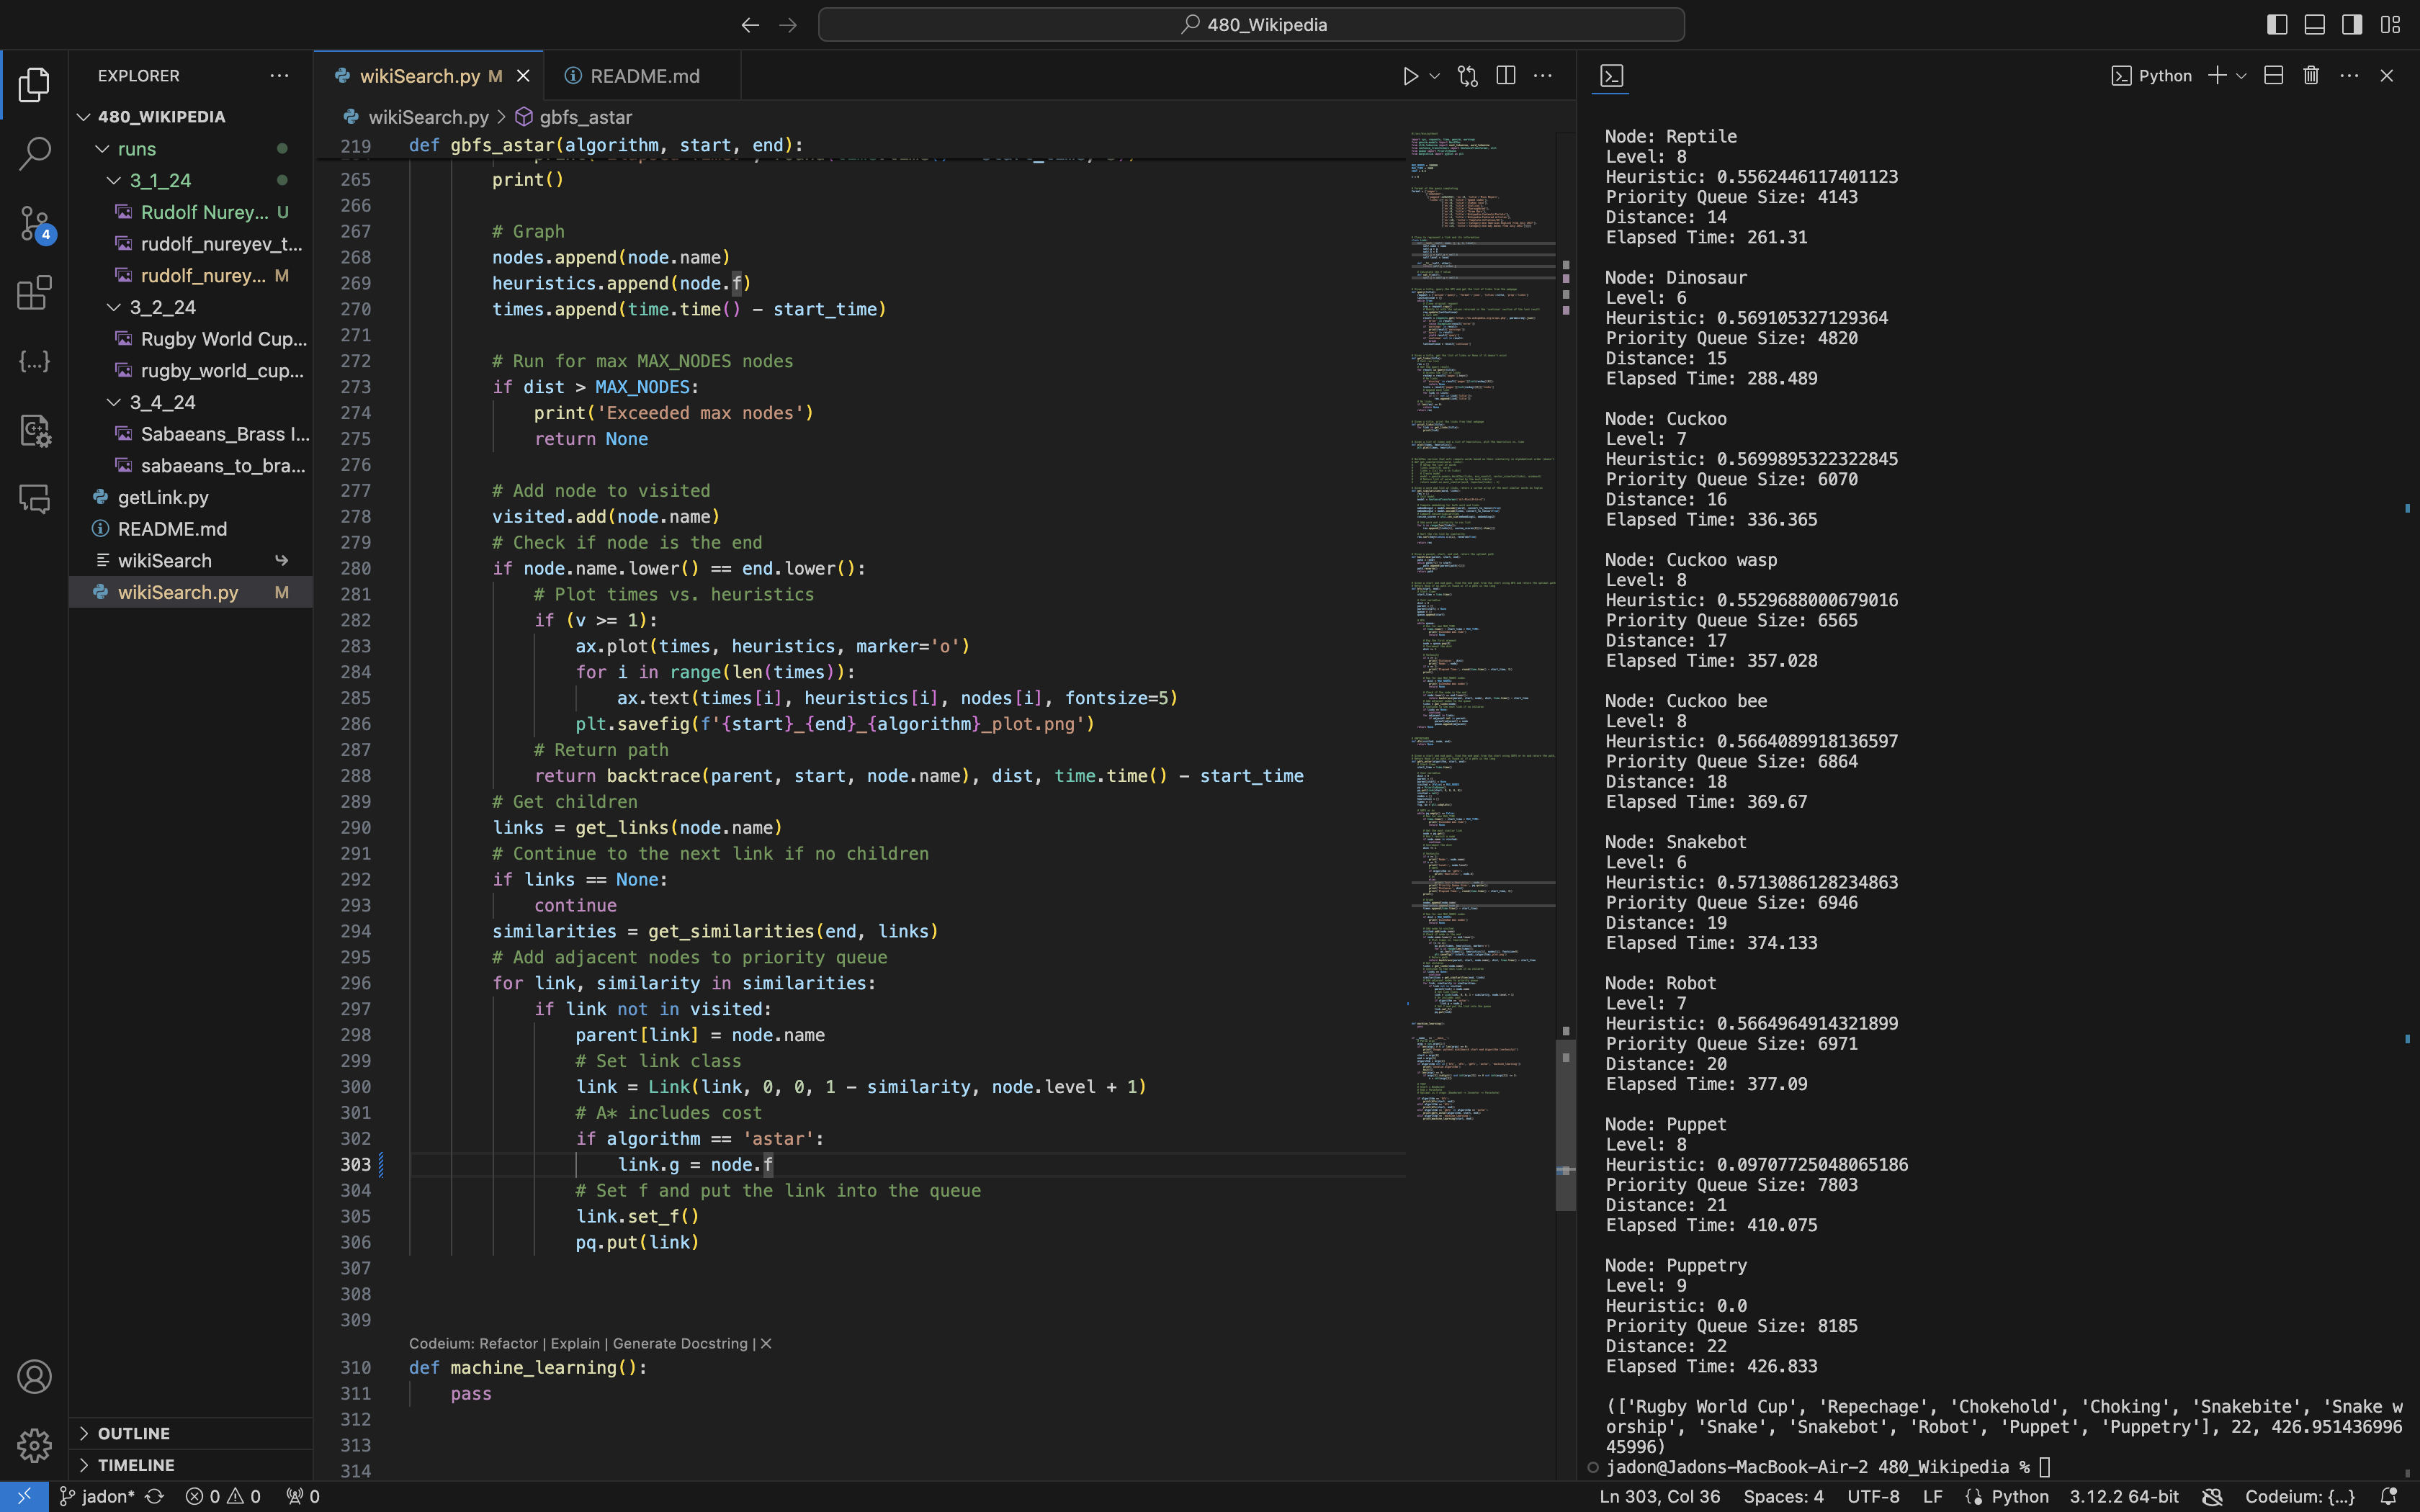 480_Wikipedia
EXPLORER
480_WIKIPEDIA
runs
3_1_24
Rudolf Nurey... U
rudolf_nureyev_t...
rudolf_nurey... M
3_2_24
Rugby World Cup...
rugby_world_cup...
3_4_24
Sabaeans_Brass I...
sabaeans_to_bra...
getLink.py
README.md
wikiSearch
wikiSearch.py M
OUTLINE
TIMELINE
4
wikiSearch.py M
README.md
wikiSearch.py > gbfs_astar
219 def gbfs_astar(algorithm, start, end):
265 print()
266
267 # Graph
268 nodes.append(node.name)
269 heuristics.append(node.f)
270 times.append(time.time() - start_time)
271
272 # Run for max MAX_NODES nodes
273 if dist > MAX_NODES:
274 print('Exceeded max nodes')
275 return None
276
277 # Add node to visited
278 visited.add(node.name)
279 # Check if node is the end
280 if node.name.lower() == end.lower():
281 # Plot times vs. heuristics
282 if (v >= 1):
283 ax.plot(times, heuristics, marker='o')
284 for i in range(len(times)):
285 ax.text(times[i], heuristics[i], nodes[i], fontsize=5)
286 plt.savefig(f'{start}_{end}_{algorithm}_plot.png')
287 # Return path
288 return backtrace(parent, start, node.name), dist, time.time() - start_time
289 # Get children
290 links = get_links(node.name)
291 # Continue to the next link if no children
292 if links == None:
293 continue
294 similarities = get_similarities(end, links)
295 # Add adjacent nodes to priority queue
296 for link, similarity in similarities:
297 if link not in visited:
298 parent[link] = node.name
299 # Set link class
300 link = Link(link, 0, 0, 1 - similarity, node.level + 1)
301 # A* includes cost
302 if algorithm == 'astar':
303 link.g = node.f
304 # Set f and put the link into the queue
305 link.set_f()
306 pq.put(link)
307
308
309
Codeium: Refactor | Explain | Generate Docstring | X
310 def machine_learning():
311 pass
312
313
314
Python
Node: Reptile
Level: 8
Heuristic: 0.5562446117401123
Priority Queue Size: 4143
Distance: 14
Elapsed Time: 261.31
Node: Dinosaur
Level: 6
Heuristic: 0.569105327129364
Priority Queue Size: 4820
Distance: 15
Elapsed Time: 288.489
Node: Cuckoo
Level: 7
Heuristic: 0.5699895322322845
Priority Queue Size: 6070
Distance: 16
Elapsed Time: 336.365
Node: Cuckoo wasp
Level: 8
Heuristic: 0.5529688000679016
Priority Queue Size: 6565
Distance: 17
Elapsed Time: 357.028
Node: Cuckoo bee
Level: 8
Heuristic: 0.5664089918136597
Priority Queue Size: 6864
Distance: 18
Elapsed Time: 369.67
Node: Snakebot
Level: 6
Heuristic: 0.5713086128234863
Priority Queue Size: 6946
Distance: 19
Elapsed Time: 374.133
Node: Robot
Level: 7
Heuristic: 0.5664964914321899
Priority Queue Size: 6971
Distance: 20
Elapsed Time: 377.09
Node: Puppet
Level: 8
Heuristic: 0.09707725048065186
Priority Queue Size: 7803
Distance: 21
Elapsed Time: 410.075
Node: Puppetry
Level: 9
Heuristic: 0.0
Priority Queue Size: 8185
Distance: 22
Elapsed Time: 426.833
(['Rugby World Cup', 'Repechage', 'Chokehold', 'Choking', 'Snakebite', 'Snake w
orship', 'Snake', 'Snakebot', 'Robot', 'Puppet', 'Puppetry'], 22, 426.951436996
45996)
jadon@Jadons-MacBook-Air-2 480_Wikipedia %
jadon* 0 0 0 Ln 303, Col 36 Spaces: 4 UTF-8 LF Python 3.12.2 64-bit Codeium: {...}